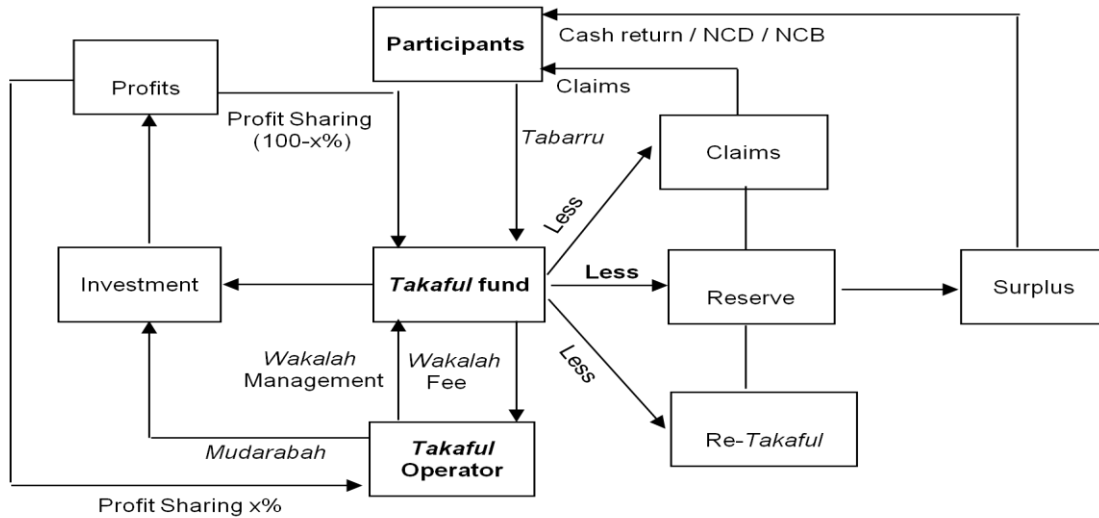 Participants
Cash return / NCD / NCB
Claims
Profits
Profit Sharing
(100-x%)
Tabarru
Claims
Less
Investment
Takaful fund
Less
Reserve
Surplus
Wakalah
Management
Wakalah
Fee
Less
Mudarabah
Takaful
Operator
Re-Takaful
Profit Sharing x%